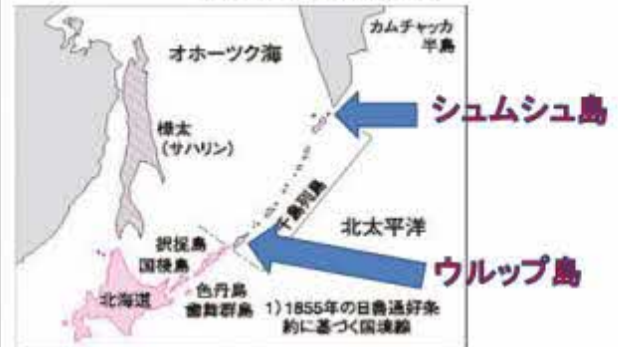 カムチャッカ
半島
オホーツク海
シュムシュ島
樺太
(サハリン)
千島列島
北太平洋
択捉島
国後島
ウルップ島
北海道
色丹島
歯舞群島
1)1855年の日魯通好条
約に基づく国境線